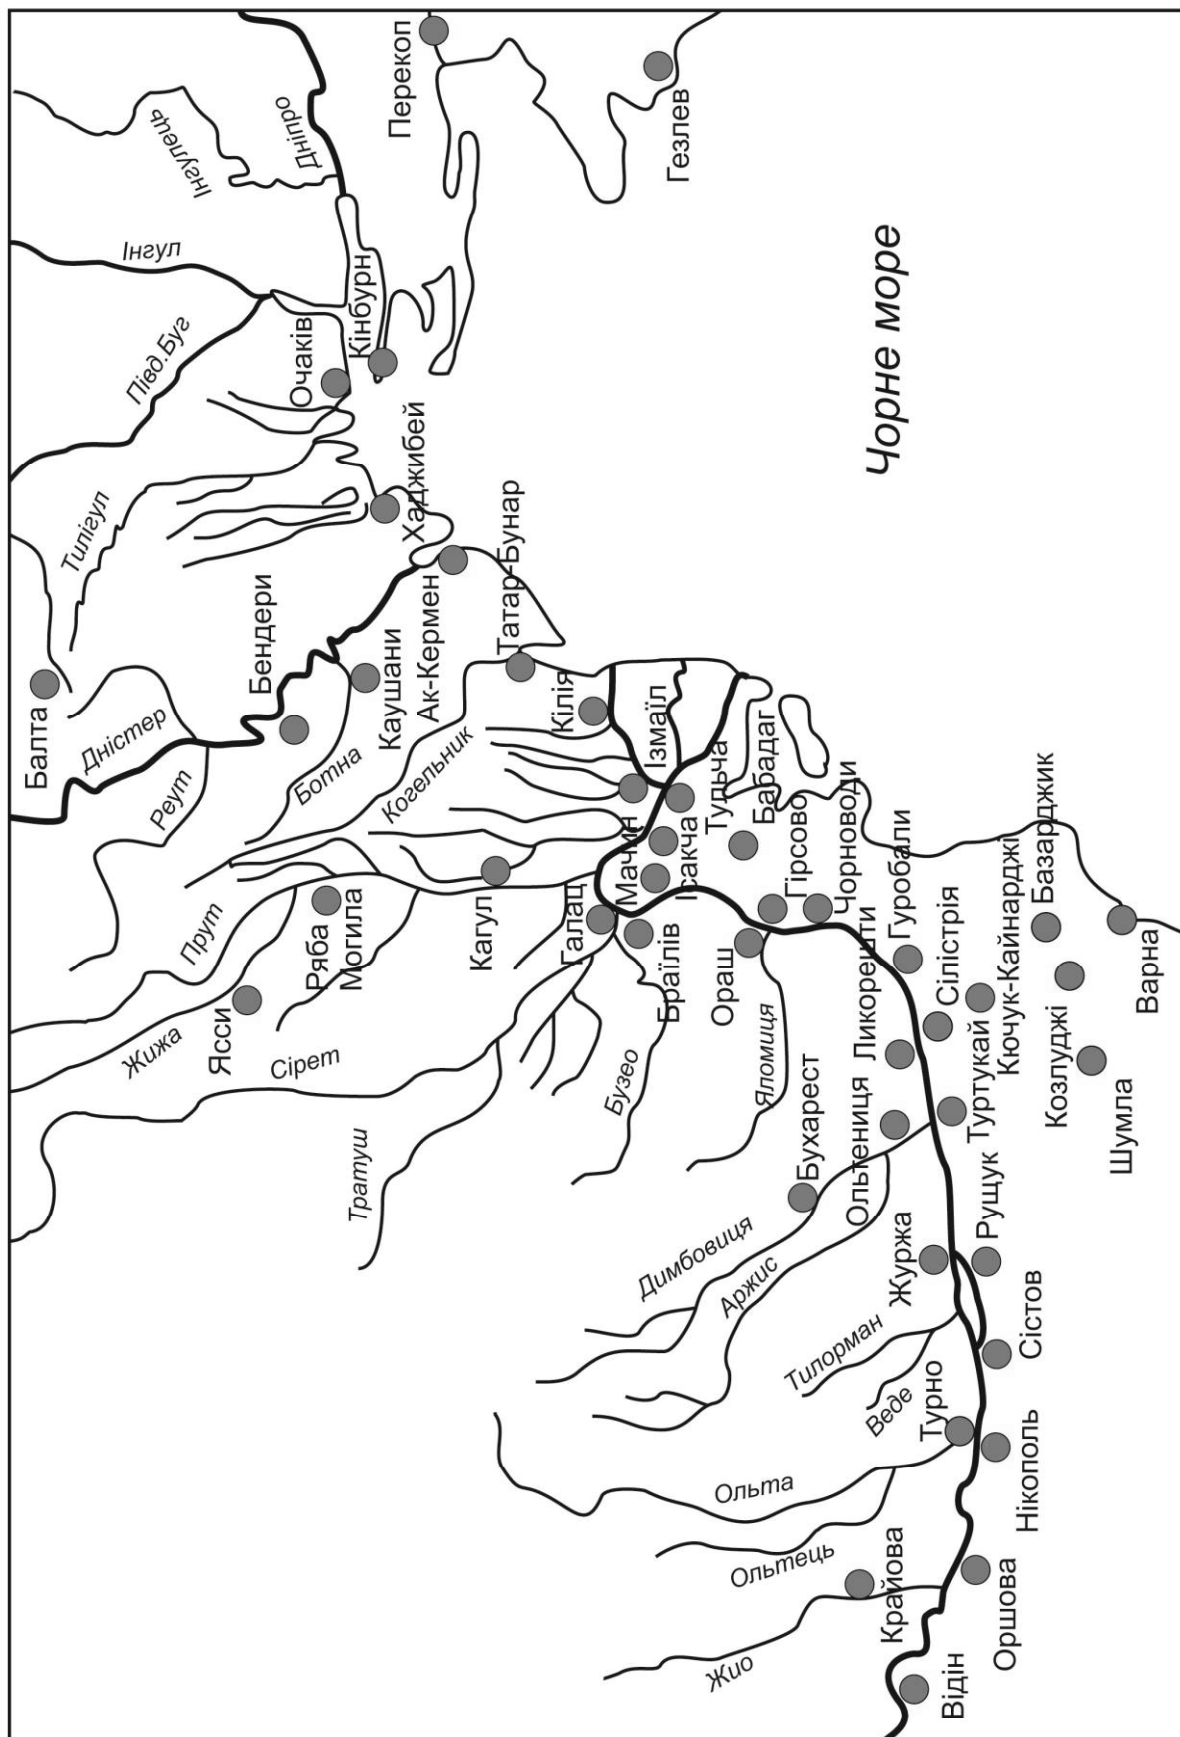 Балта
Дністер
Реут
Бендери
Тилігул
Півд.Буг
Інгул
Інгулець
Дніпро
Перекоп
Гезлев
Очаків
Кінбурн
Хаджибей
Ак-Кермен
Каушани
Ботна
Когельник
Татар-Бунар
Кілія
Ізмаїл
Тульча
Ісакча
Мачин
Бабадаг
Чорне море
Прут
Жижа
Ясси
Ряба
Могила
Кагул
Галац
Браїлів
Сірет
Тратуш
Бузео
Ораш
Яломиця
Гірсово
Чорноводи
Гуробали
Ликорешти
Сілістрія
Кючук-Кайнарджі
Базарджик
Варна
Козлуджі
Шумла
Туртукай
Ольтениця
Бухарест
Димбовиця
Аржис
Журжа
Рущук
Тилорман
Веде
Сістов
Турно
Нікополь
Ольта
Ольтець
Крайова
Оршова
Жио
Відін